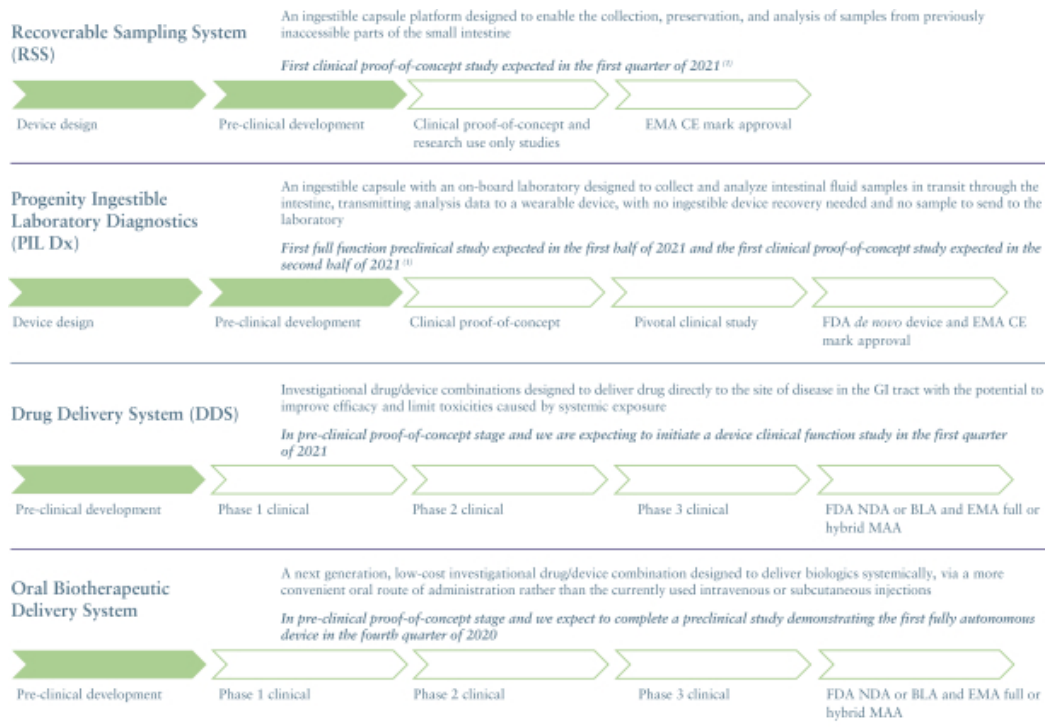 Recoverable Sampling System
(RSS)
An ingestible capsule platform designed to enable the collection, preservation, and analysis of samples from previously
inaccessible parts of the small intestine
First clinical proof-of-concept study expected in the first quarter of 2021
Device design
Pre-clinical development
Clinical proof-of-concept and
research use only studies
EMA CE mark approval
Progenity Ingestible
Laboratory Diagnostics
(PIL Dx)
An ingestible capsule with an on-board laboratory designed to collect and analyze intestinal fluid samples in transit through the
intestine, transmitting analysis data to a wearable device, with no ingestible device recovery needed and no sample to send to the
laboratory
First full function preclinical study expected in the first half of 2021 and the first clinical proof-of-concept study expected in the
second half of 2021 (1)
Device design
Pre-clinical development
Clinical proof-of-concept
Pivotal clinical study
FDA de novo device and EMA CE
mark approval
Drug Delivery System (DDS)
Investigational drug/device combinations designed to deliver drug directly to the site of disease in the GI tract with the potential to
improve efficacy and limit toxicities caused by systemic exposure
In pre-clinical proof-of-concept stage and we are expecting to initiate a device clinical function study in the first quarter
of 2021
Pre-clinical development
Phase 1 clinical
Phase 2 clinical
Phase 3 clinical
FDA NDA or BLA and EMA full or
hybrid MAA
Oral Biotherapeutic
Delivery System
A next generation, low-cost investigational drug/device combination designed to deliver biologics systemically, via a more
convenient oral route of administration rather than the currently used intravenous or subcutaneous injections
In pre-clinical proof-of-concept stage and we expect to complete a preclinical study demonstrating the first fully autonomous
device in the fourth quarter of 2020
Pre-clinical development
Phase 1 clinical
Phase 2 clinical
Phase 3 clinical
FDA NDA or BLA and EMA full or
hybrid MAA